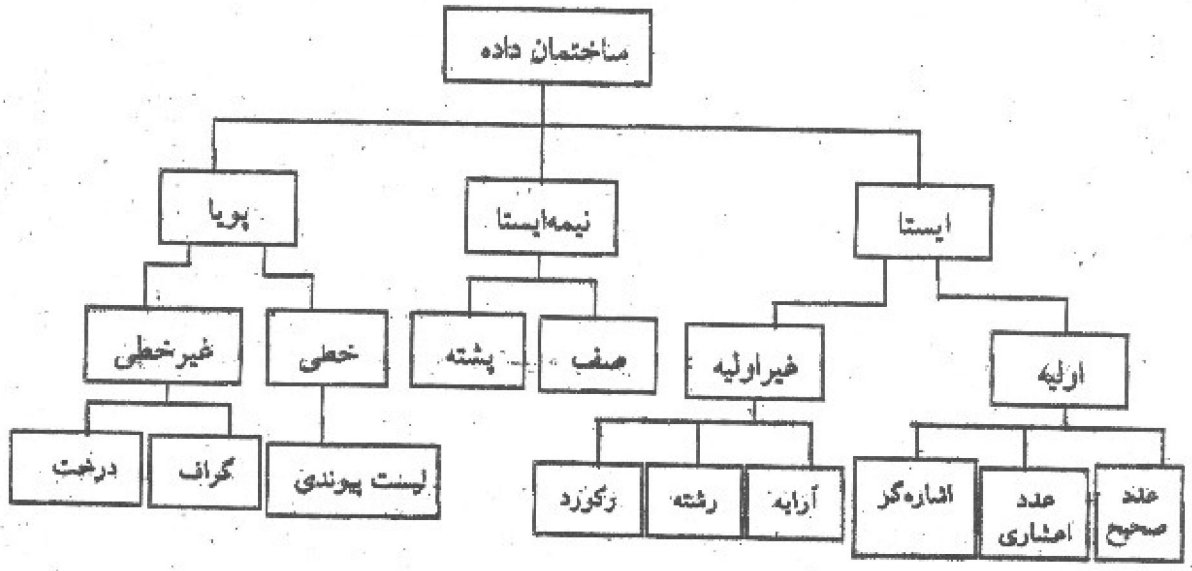 ساختمان داده
ایستا
نیمه‌ایستا
پویا
اولیه
غیراولیه
صف
پشته
خطی
غیرخطی
عدد
صحیح
عدد
اعشاری
اشاره‌گر
آرایه
رشته
رکورد
لیست پیوندی
گراف
درخت